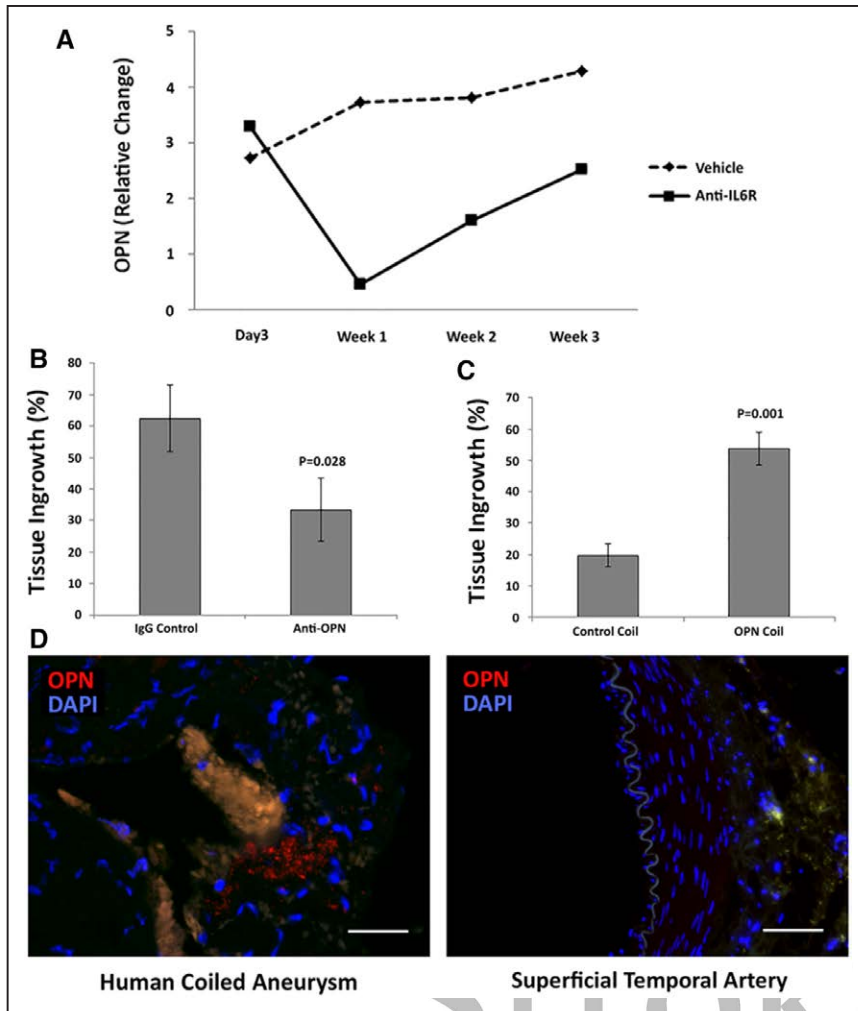 A
OPN (Relative Change)
5
4
3
2
1
0
Day3 Week 1 Week 2 Week 3
Vehicle
Anti-IL6R
B
Tissue Ingrowth (%)
80
70
60
50
40
30
20
10
0
P=0.028
IgG Control Anti-OPN
C
Tissue Ingrowth (%)
70
60
50
40
30
20
10
0
P=0.001
Control Coil OPN Coil
D
OPN
DAPI
OPN
DAPI
Human Coiled Aneurysm
Superficial Temporal Artery